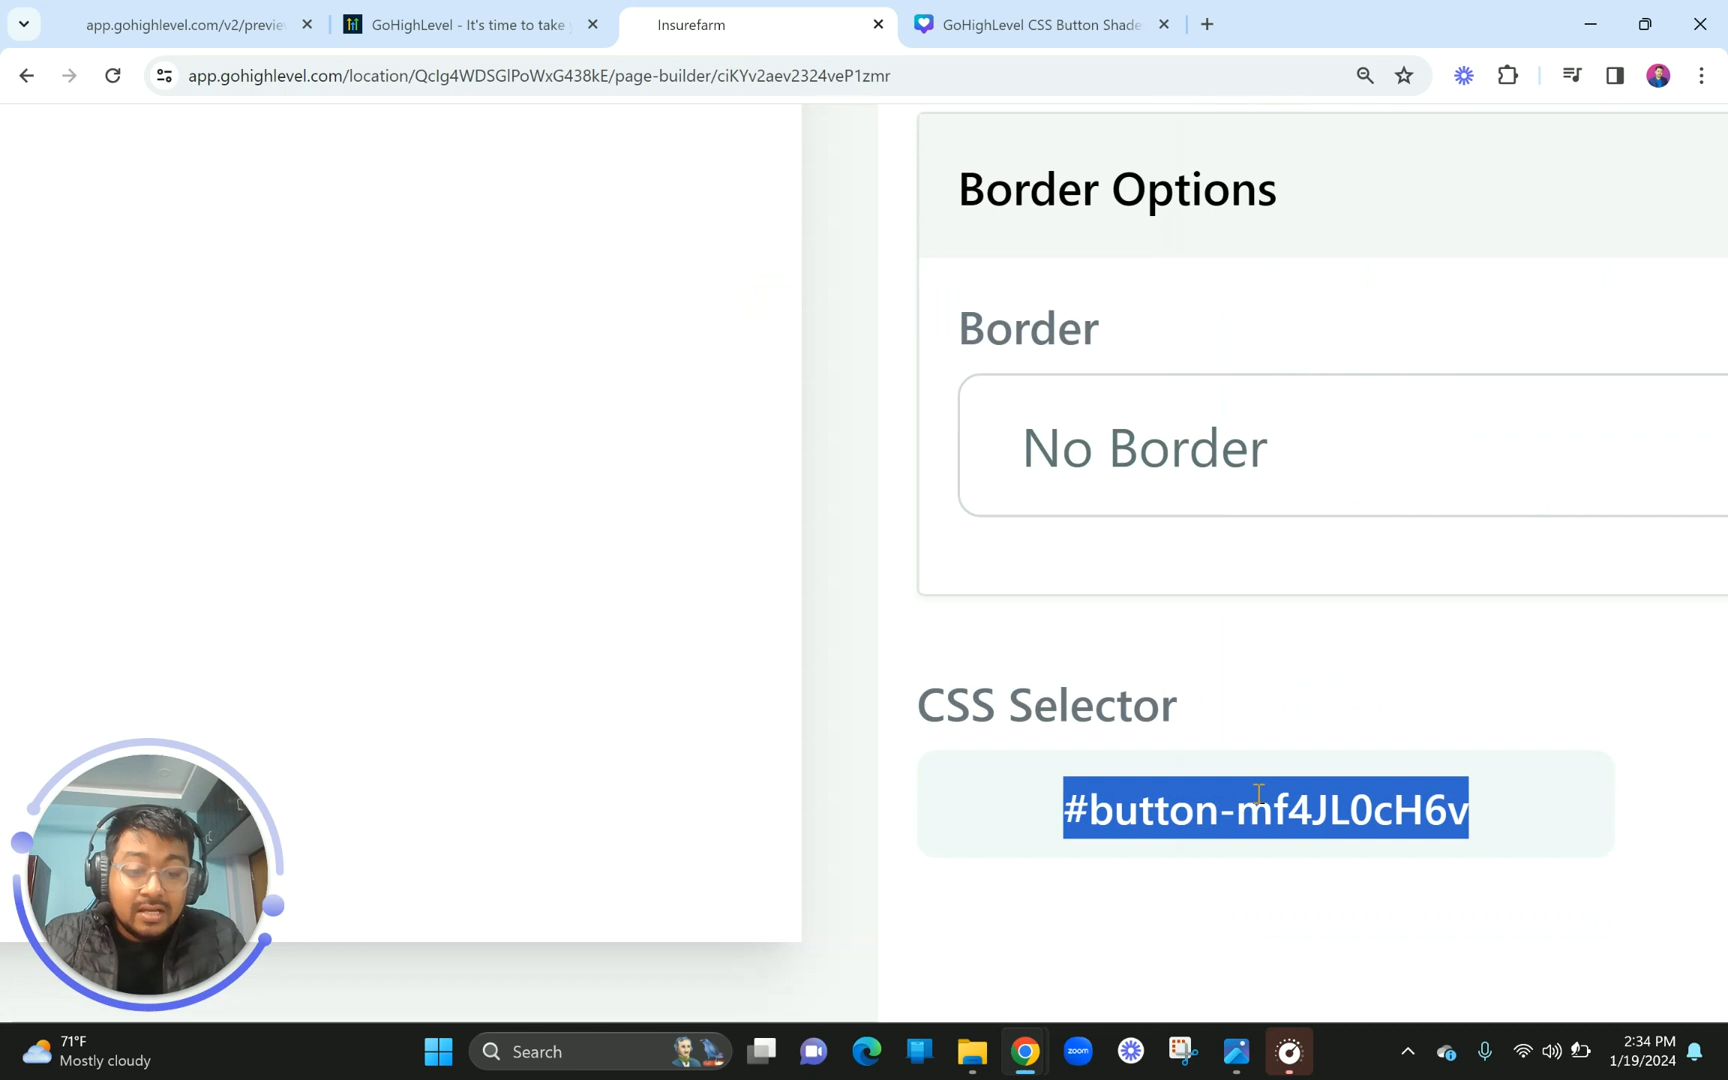 app.gohighlevel.com/v2/previe
GoHighLevel - It's time to take
Insurefarm
GoHighLevel CSS Button Shade
app.gohighlevel.com/location/QcIg4WDSGlPoWxG438kE/page-builder/ciKYv2aev2324veP1zmr
Border Options
Border
No Border
CSS Selector
#button-mf4JL0cH6v
71°F
Mostly cloudy
Search
zoom
2:34 PM
1/19/2024